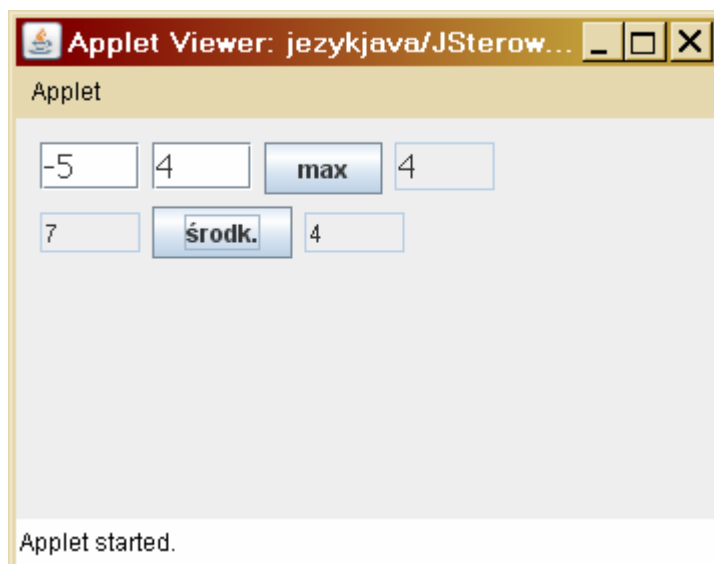 Applet Viewer: jezykjava/JSterow...
Applet
-5 4 max 4
7 środk. 4
Applet started.